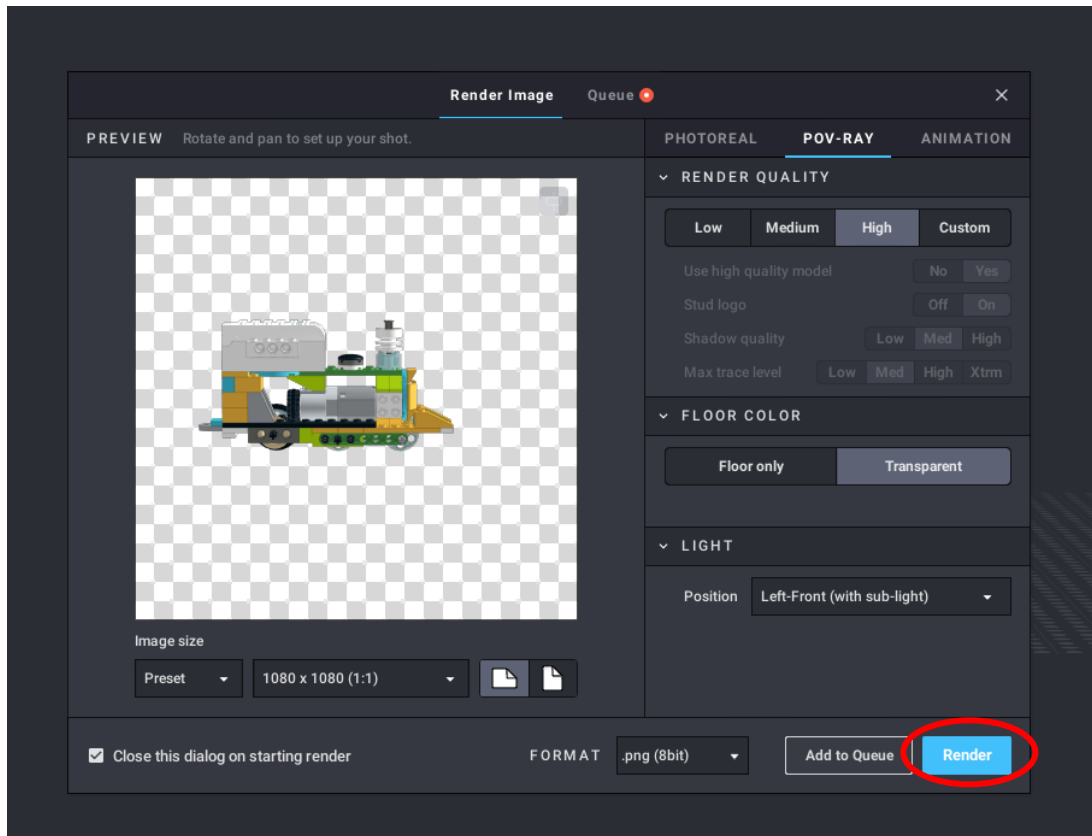 Render Image Queue
PREVIEW Rotate and pan to set up your shot.
PHOTOREAL POV-RAY ANIMATION
RENDER QUALITY
Low Medium High Custom
Use high quality model No Yes
Stud logo Off On
Shadow quality Low Med High
Max trace level Low Med High Xtrm
FLOOR COLOR
Floor only Transparent
LIGHT
Position Left-Front (with sub-light)
Image size
Preset 1080 x 1080 (1:1)
Close this dialog on starting render
FORMAT .png (8bit)
Add to Queue Render